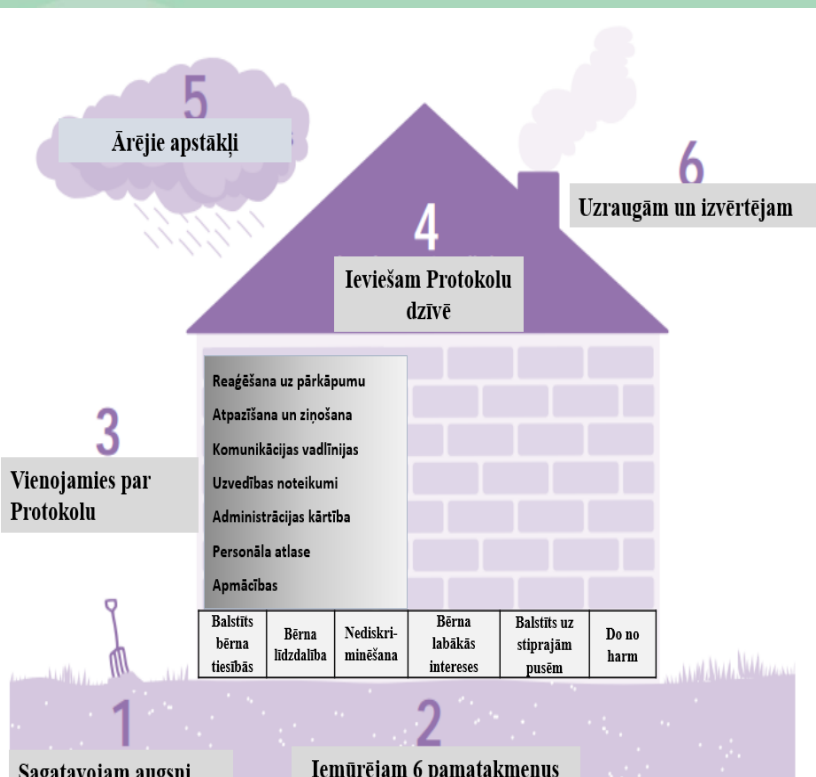 5
Ārējie apstākļi
6
Uzraugām un izvērtējam
4
Ieviešam Protokolu
dzīvē
3
Vienojamies par
Protokolu
Reaģēšana uz pārkāpumu
Atpazīšana un ziņošana
Komunikācijas vadlīnijas
Uzvedības noteikumi
Administrācijas kārtība
Personāla atlase
Apmācības
Balstīts
bērna
tiesībās
Bērna
līdzdalība
Nediskri-
minēšana
Bērna
labākās
intereses
Balstīts uz
stiprajām
pusēm
Do no
harm
1
Sagatavojam augsni
2
Iemūrējam 6 pamatakmeņus